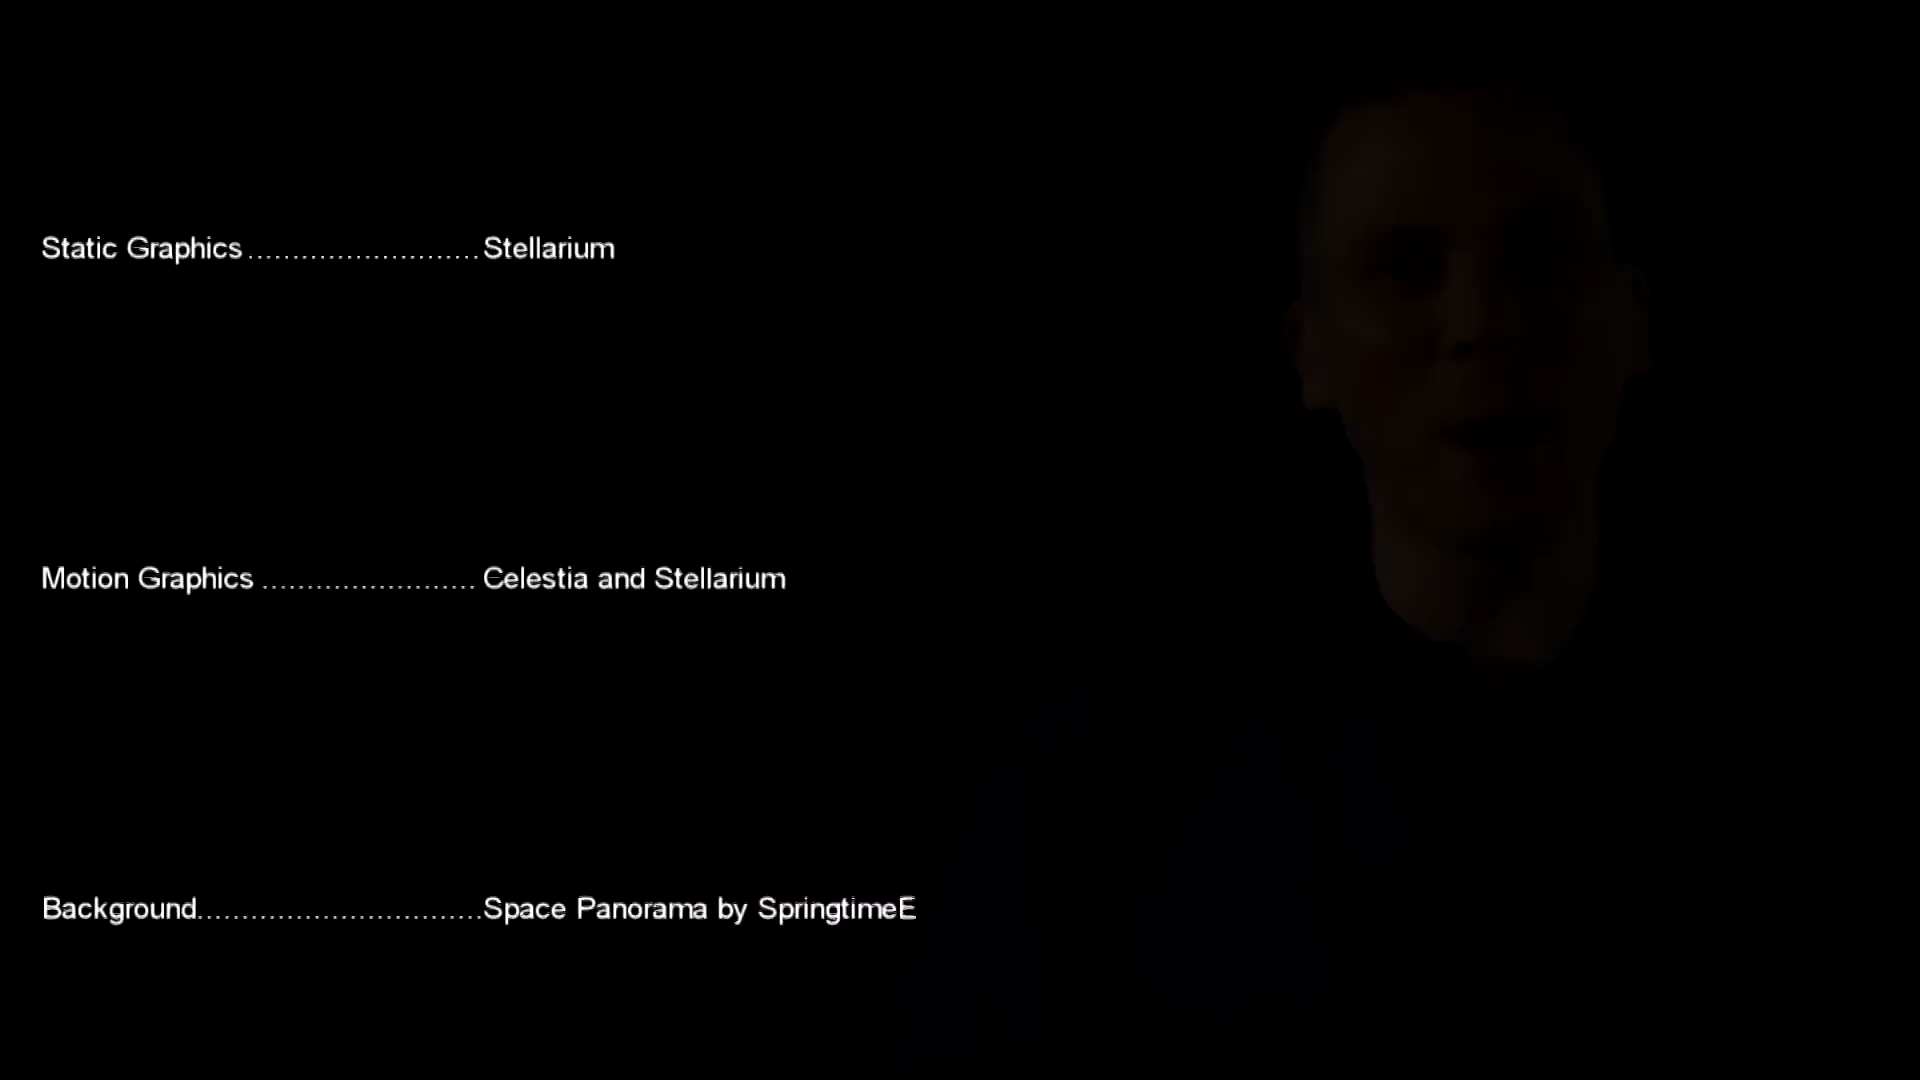 Static Graphics ......................... Stellarium
Motion Graphics ....................... Celestia and Stellarium
Background............................... Space Panorama by SpringtimeE